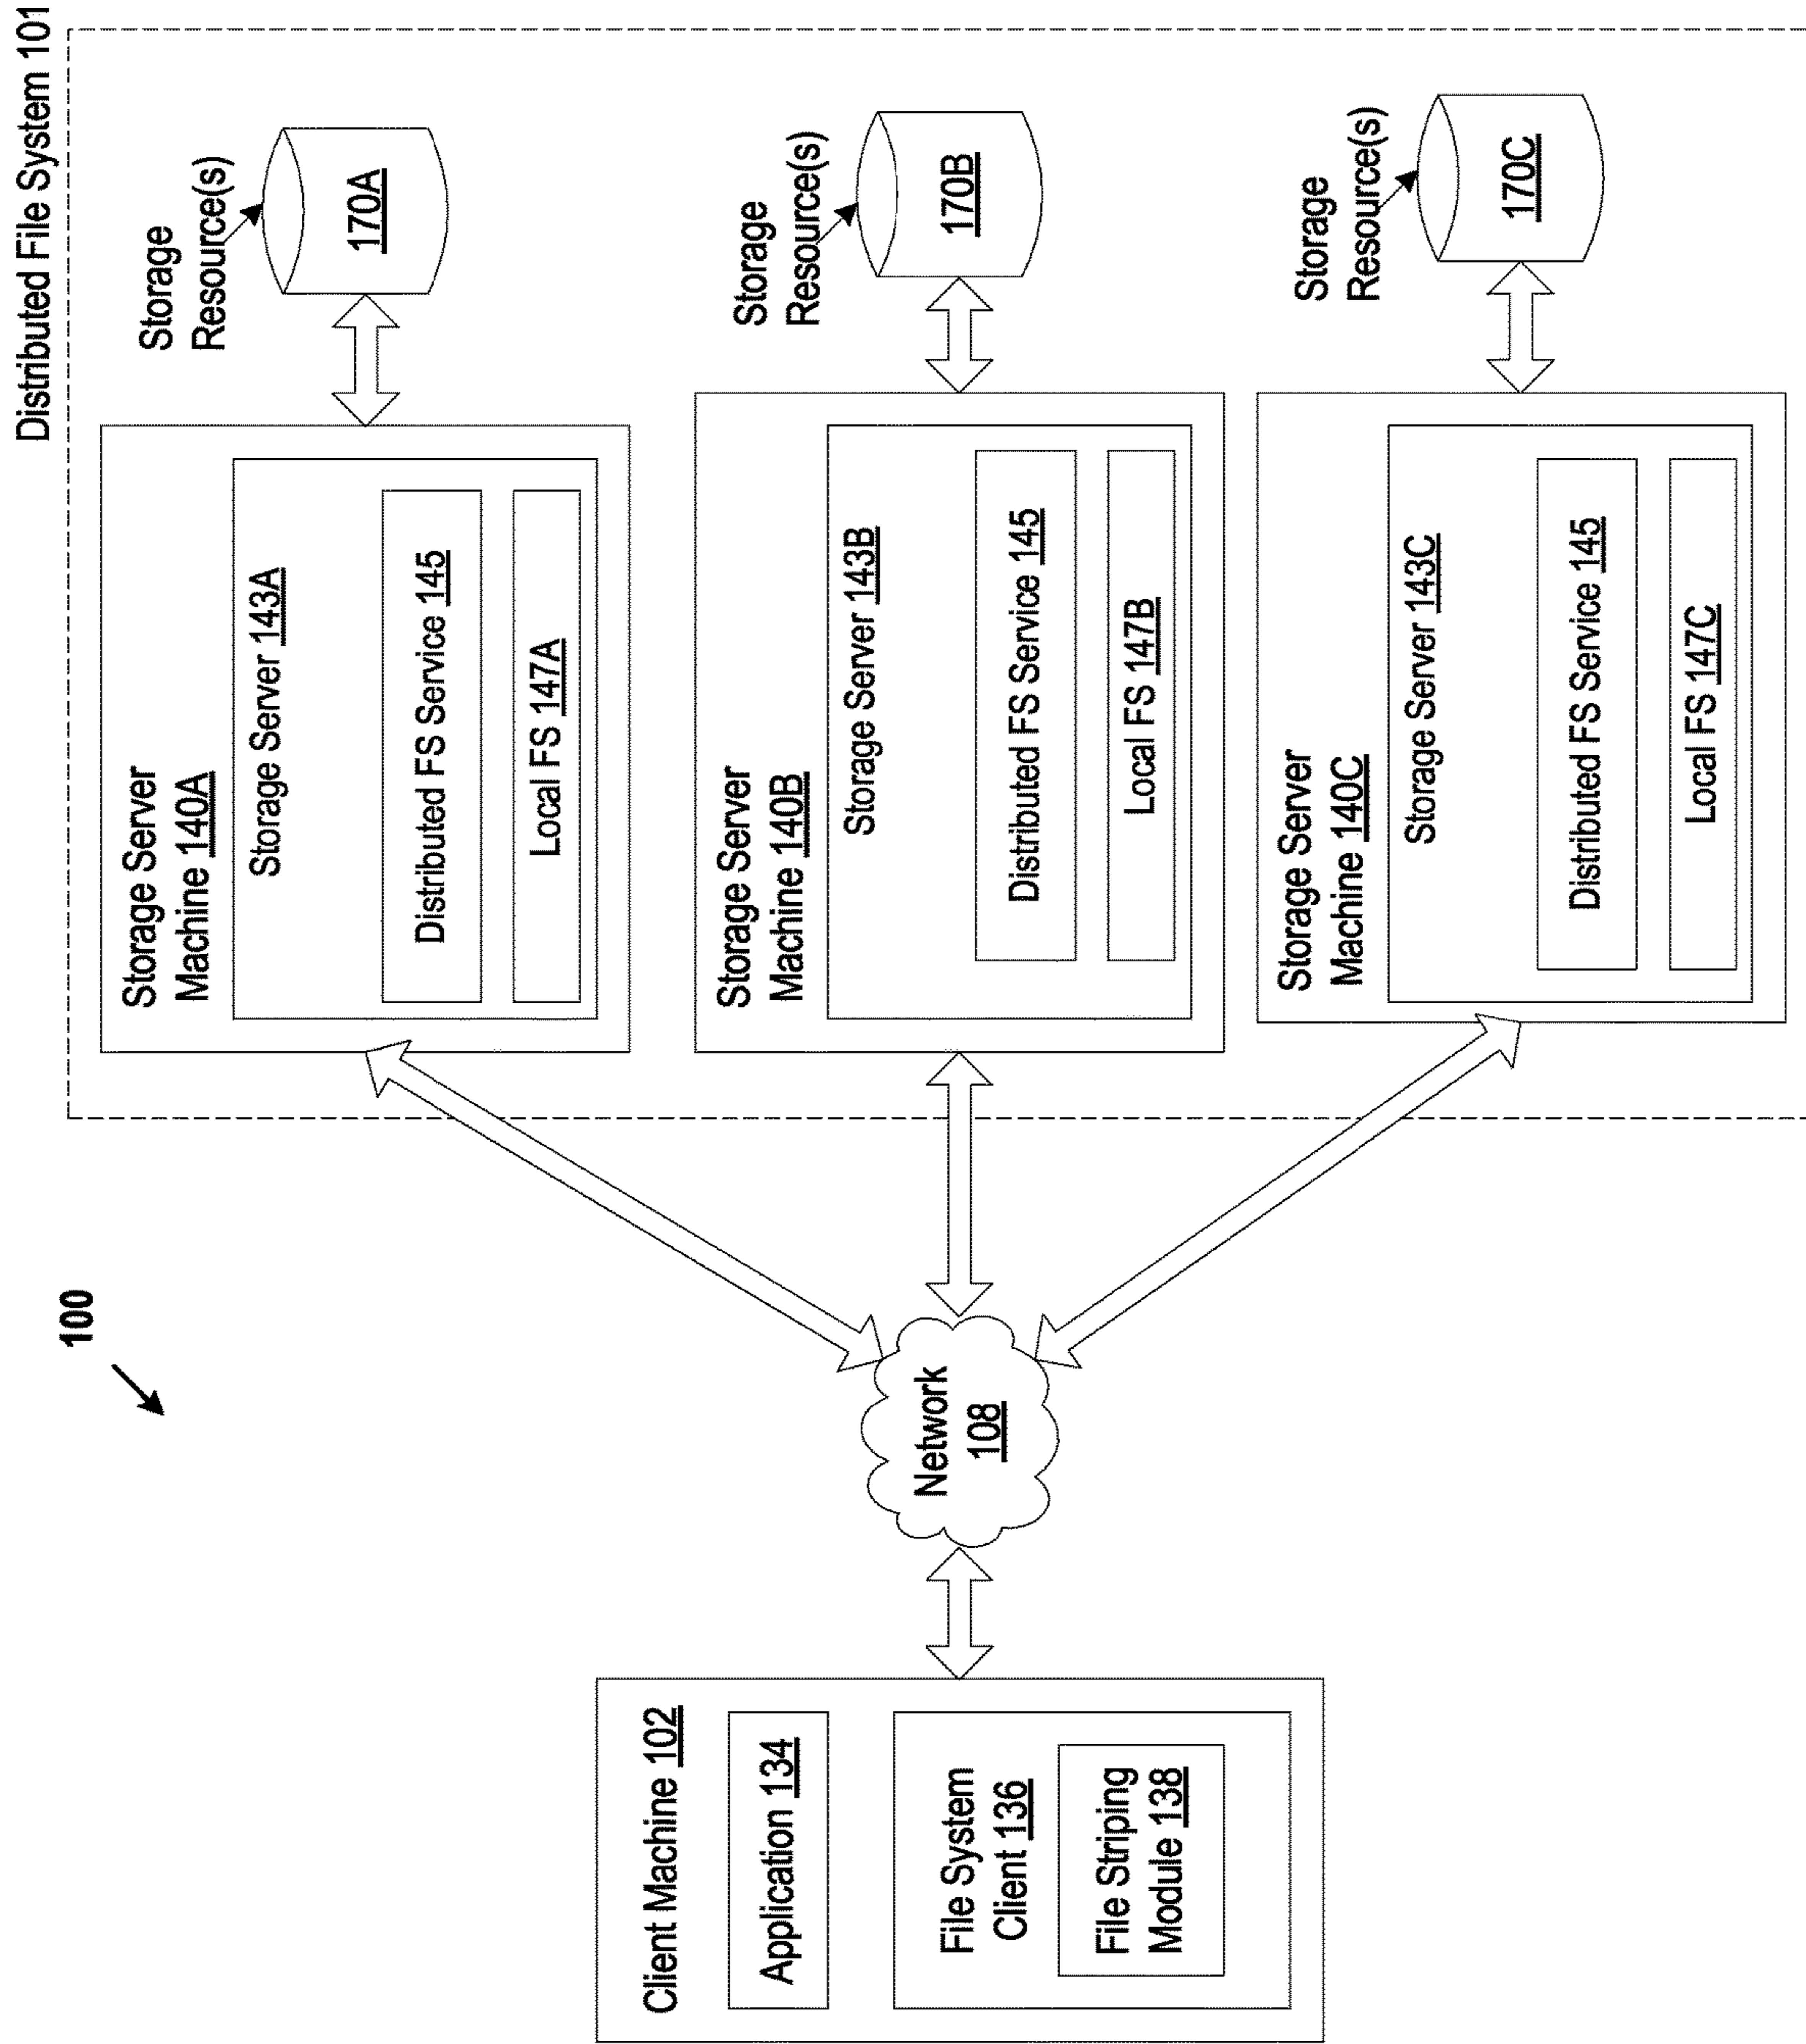 100
Distributed File System 101
Client Machine 102
Application 134
File System
Client 136
File Striping
Module 138
Network
108
Storage Server
Machine 140A
Storage Server 143A
Distributed FS Service 145
Local FS 147A
Storage
Resource(s)
170A
Storage Server
Machine 140B
Storage Server 143B
Distributed FS Service 145
Local FS 147B
Storage
Resource(s)
170B
Storage Server
Machine 140C
Storage Server 143C
Distributed FS Service 145
Local FS 147C
Storage
Resource(s)
170C